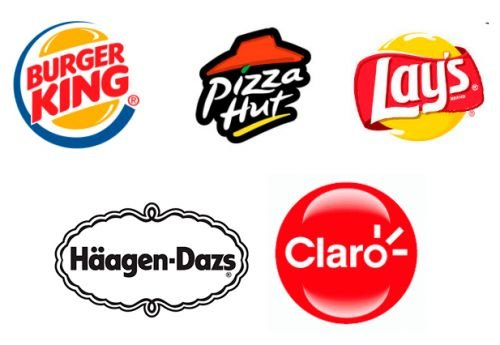 BURGER
KING®
Pizza
Hut
Lay's®
Häagen-Dazs®
Claro